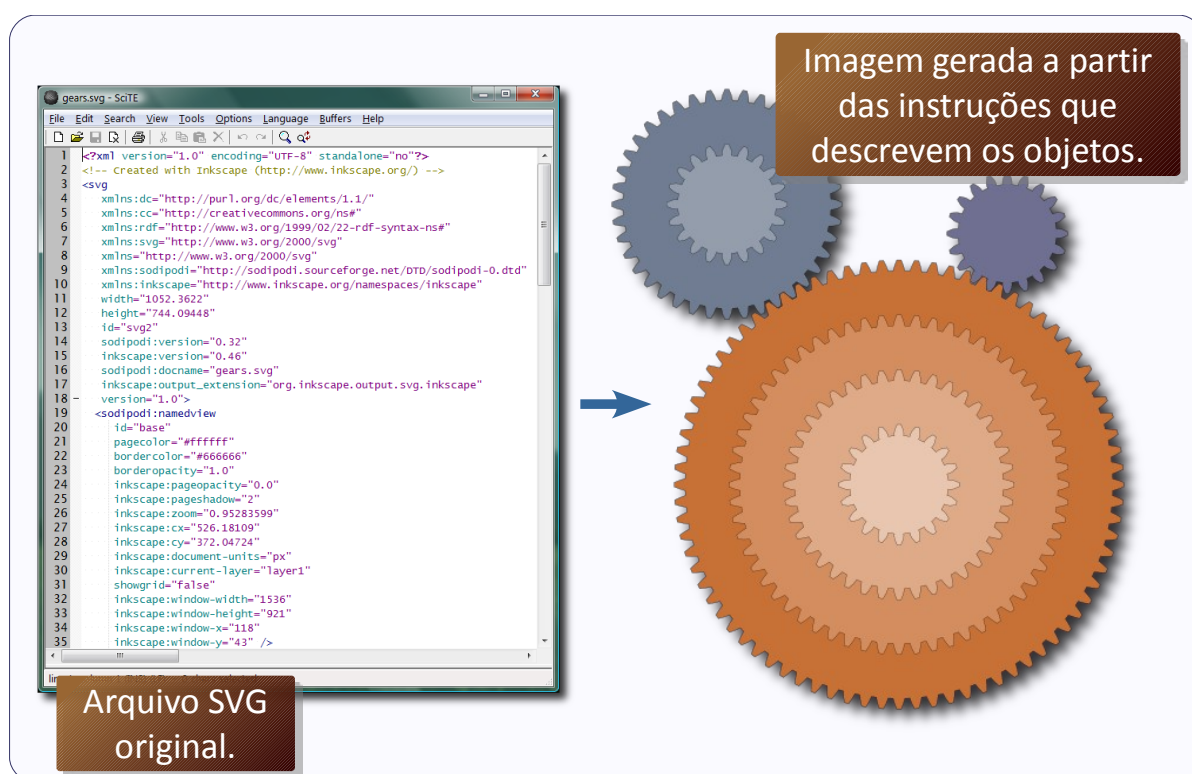 Imagem gerada a partir
das instruções que
descrevem os objetos.
gears.svg - SciTE
File Edit Search View Tools Options Language Buffers Help
1 <?xml version="1.0" encoding="UTF-8" standalone="no"?>
2 <!-- Created with Inkscape (http://www.inkscape.org/) -->
3 <svg
4 xmlns:dc="http://purl.org/dc/elements/1.1/"
5 xmlns:cc="http://creativecommons.org/ns#"
6 xmlns:rdf="http://www.w3.org/1999/02/22-rdf-syntax-ns#"
7 xmlns:svg="http://www.w3.org/2000/svg"
8 xmlns="http://www.w3.org/2000/svg"
9 xmlns:sodipodi="http://sodipodi.sourceforge.net/DTD/sodipodi-0.dtd"
10 xmlns:inkscape="http://www.inkscape.org/namespaces/inkscape"
11 width="1052.3622"
12 height="744.09448"
13 id="svg2"
14 sodipodi:version="0.32"
15 inkscape:version="0.46"
16 sodipodi:docname="gears.svg"
17 inkscape:output_extension="org.inkscape.output.svg.inkscape"
18 - version="1.0">
19 <sodipodi:namedview
20 id="base"
21 pagecolor="#ffffff"
22 bordercolor="#666666"
23 borderopacity="1.0"
24 inkscape:pageopacity="0.0"
25 inkscape:pageshadow="2"
26 inkscape:zoom="0.95283599"
27 inkscape:cx="526.18109"
28 inkscape:cy="372.04724"
29 inkscape:document-units="px"
30 inkscape:current-layer="layer1"
31 showgrid="false"
32 inkscape:window-width="1536"
33 inkscape:window-height="921"
34 inkscape:window-x="118"
35 inkscape:window-y="43" />
Arquivo SVG
original.